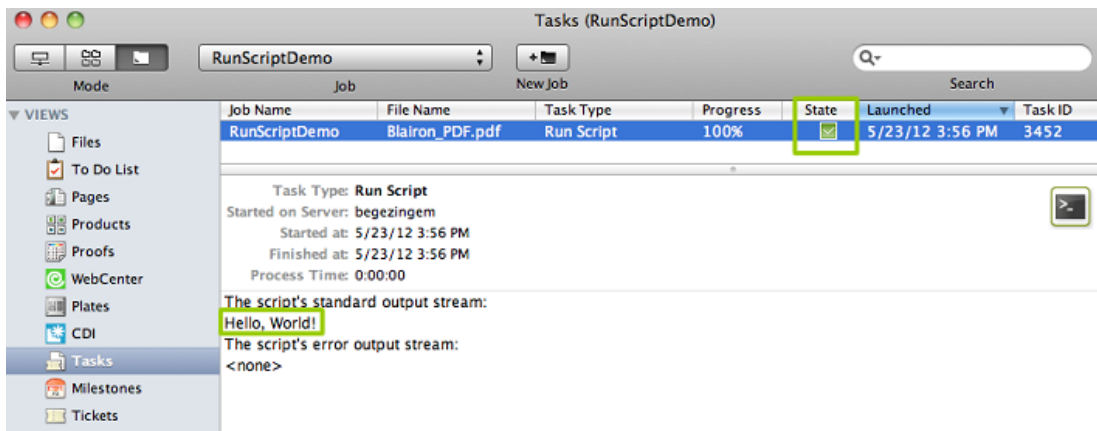 Tasks (RunScriptDemo)
RunScriptDemo
Mode
Job
New Job
Search
VIEWS
Files
To Do List
Pages
Products
Proofs
WebCenter
Plates
CDI
Tasks
Milestones
Tickets
Job Name File Name Task Type Progress State Launched Task ID
RunScriptDemo Blairon_PDF.pdf Run Script 100% 5/23/12 3:56 PM 3452
Task Type: Run Script
Started on Server: begezingem
Started at: 5/23/12 3:56 PM
Finished at: 5/23/12 3:56 PM
Process Time: 0:00:00
The script's standard output stream:
Hello, World!
The script's error output stream:
<none>